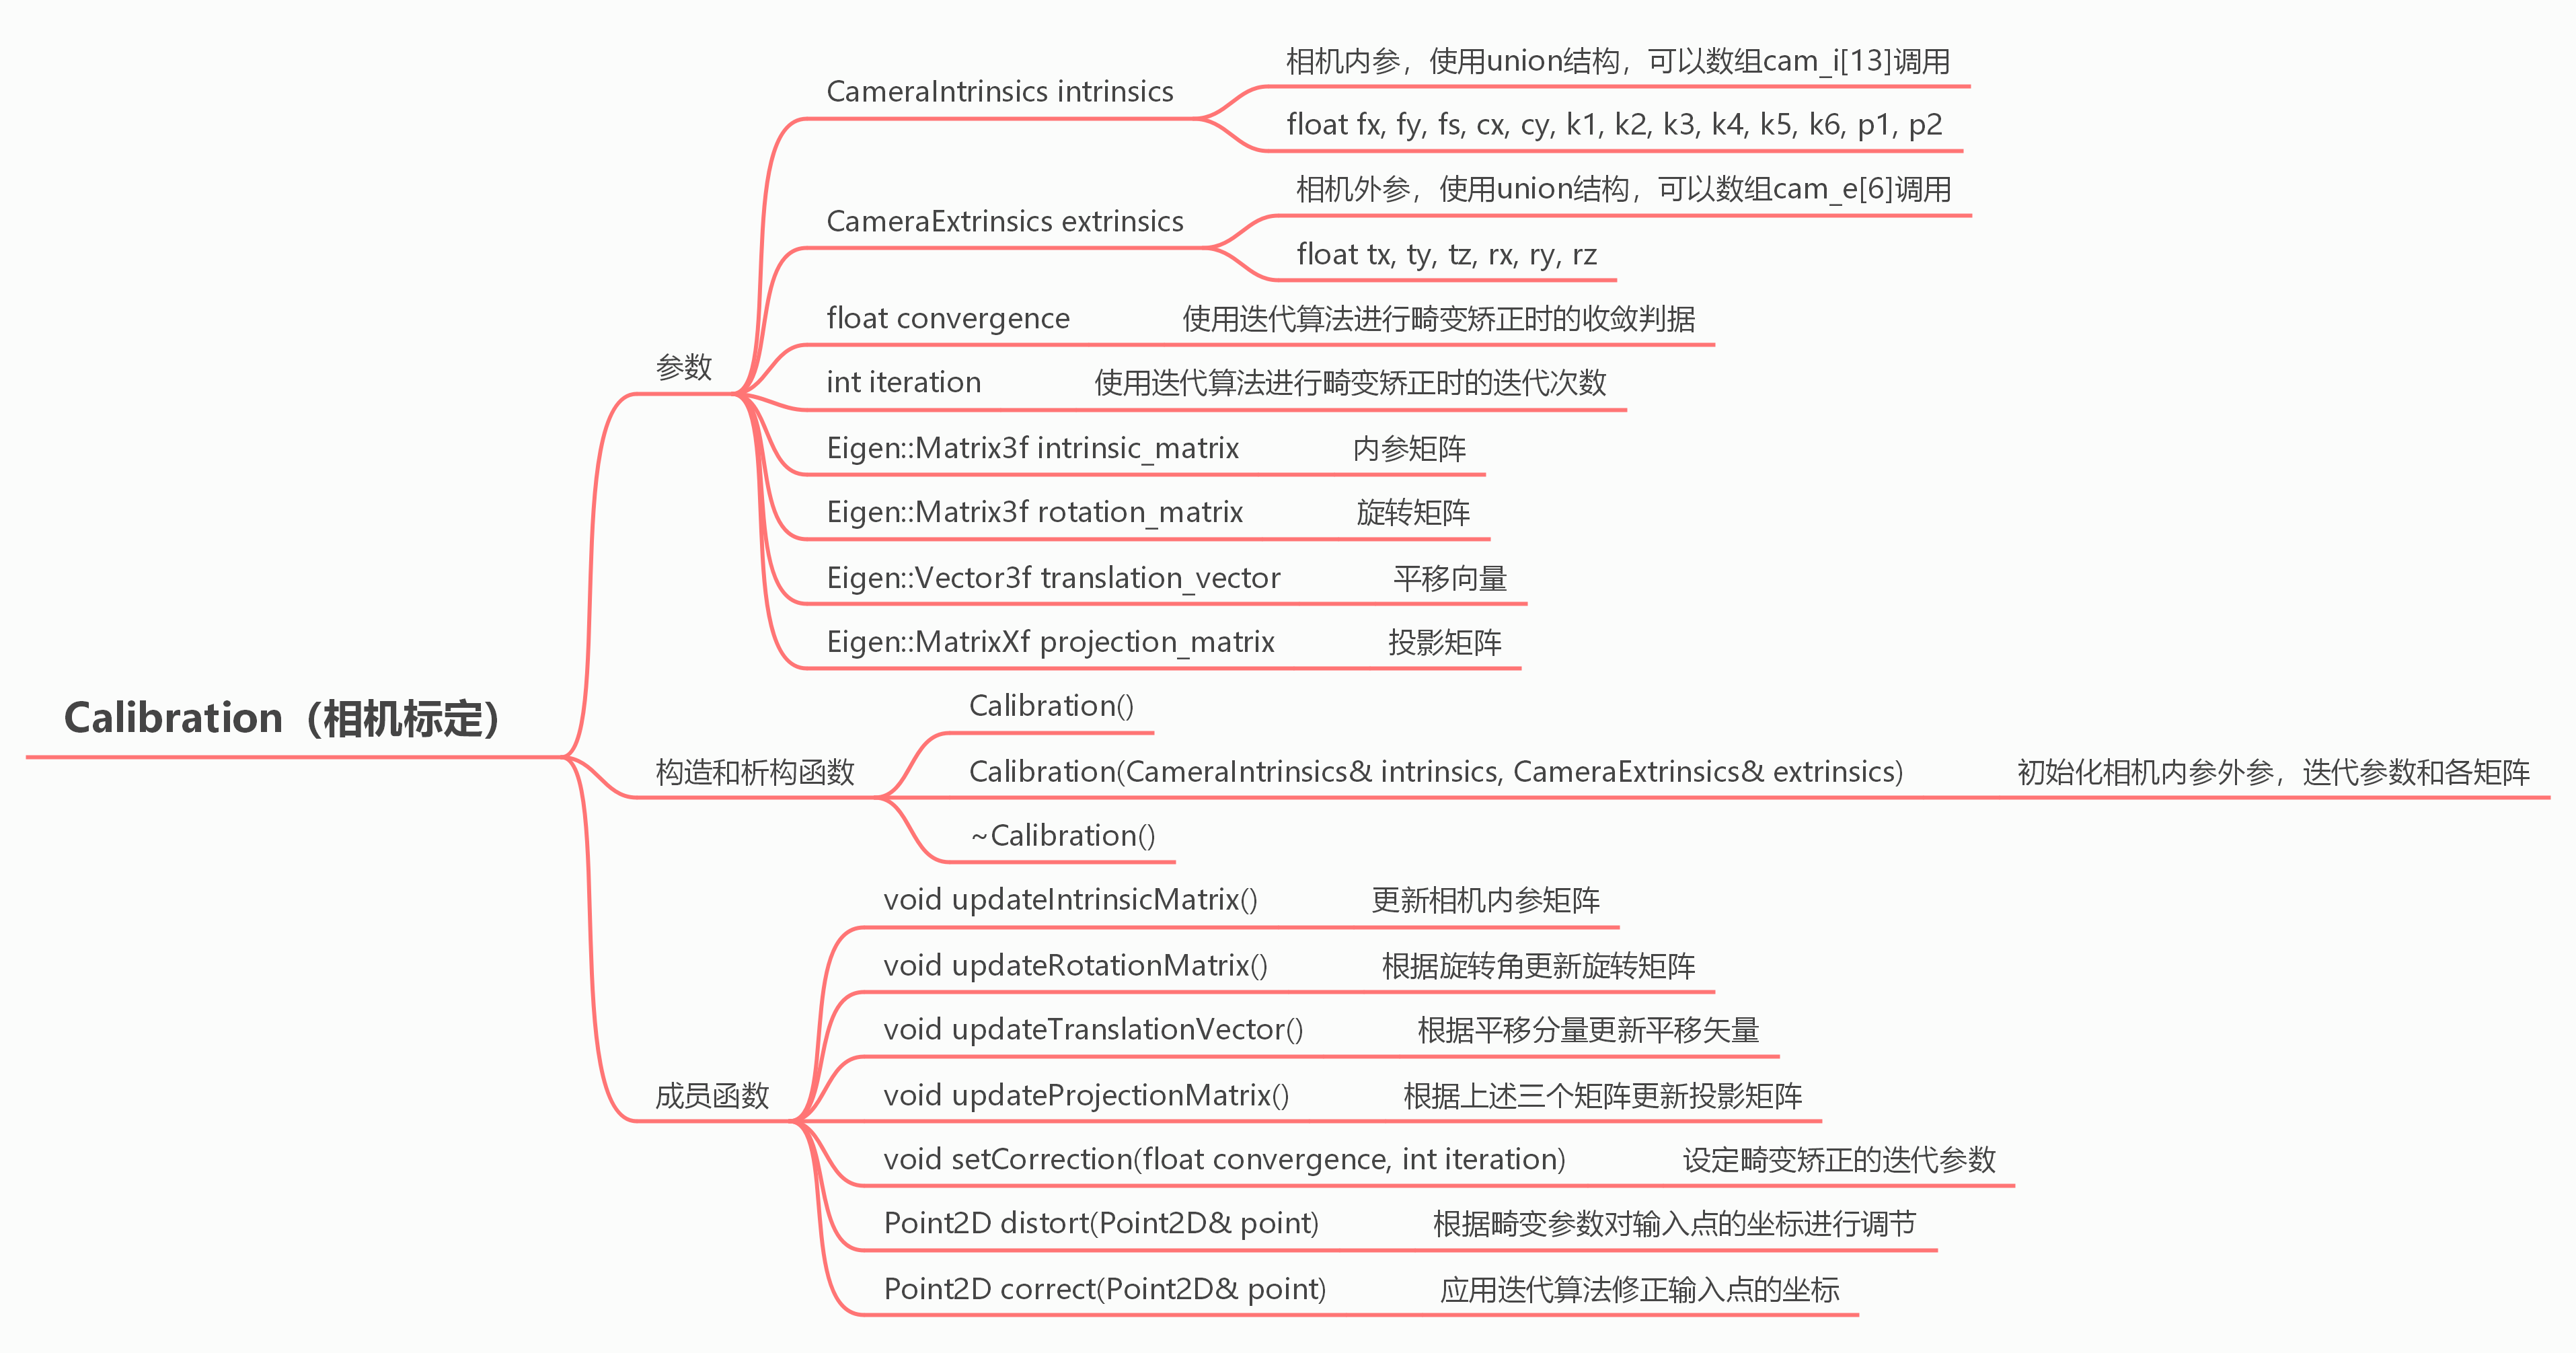 Calibration（相机标定）
参数
CameraIntrinsics intrinsics
相机内参，使用union结构，可以数组cam_i[13]调用
float fx, fy, fs, cx, cy, k1, k2, k3, k4, k5, k6, p1, p2
CameraExtrinsics extrinsics
相机外参，使用union结构，可以数组cam_e[6]调用
float tx, ty, tz, rx, ry, rz
float convergence
使用迭代算法进行畸变矫正时的收敛判据
int iteration
使用迭代算法进行畸变矫正时的迭代次数
Eigen::Matrix3f intrinsic_matrix
内参矩阵
Eigen::Matrix3f rotation_matrix
旋转矩阵
Eigen::Vector3f translation_vector
平移向量
Eigen::MatrixXf projection_matrix
投影矩阵
构造和析构函数
Calibration()
Calibration(CameraIntrinsics& intrinsics, CameraExtrinsics& extrinsics)
初始化相机内参外参，迭代参数和各矩阵
~Calibration()
成员函数
void updateIntrinsicMatrix()
更新相机内参矩阵
void updateRotationMatrix()
根据旋转角更新旋转矩阵
void updateTranslationVector()
根据平移分量更新平移矢量
void updateProjectionMatrix()
根据上述三个矩阵更新投影矩阵
void setCorrection(float convergence, int iteration)
设定畸变矫正的迭代参数
Point2D distort(Point2D& point)
根据畸变参数对输入点的坐标进行调节
Point2D correct(Point2D& point)
应用迭代算法修正输入点的坐标